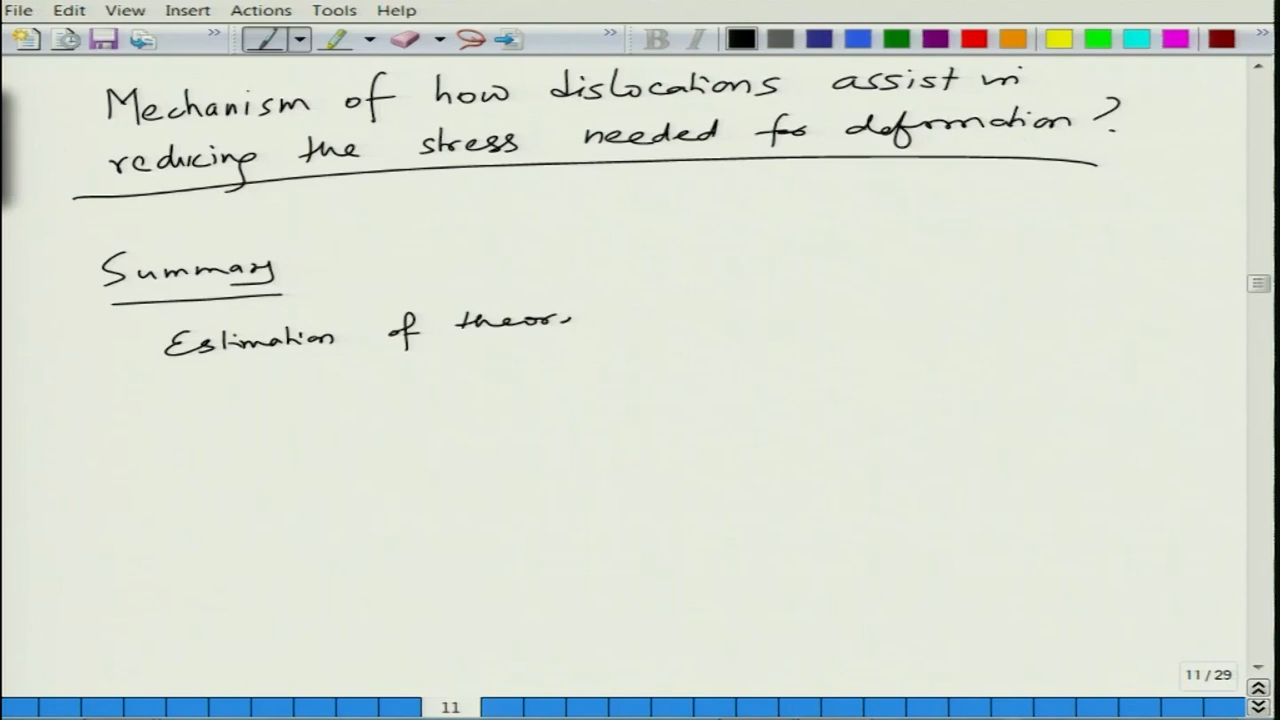 File Edit View Insert Actions Tools Help
B I
Mechanism of how dislocations assist in
reducing the stress needed for deformation?
Summary
Estimation of theor.
11 / 29
11